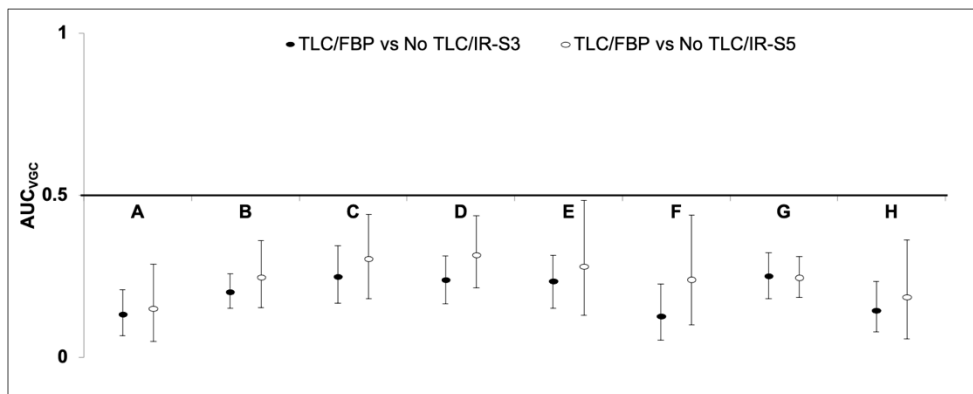 1
TLC/FBP vs No TLC/IR-S3 TLC/FBP vs No TLC/IR-S5
AUCVGC
0.5
A B C D E F G H
0